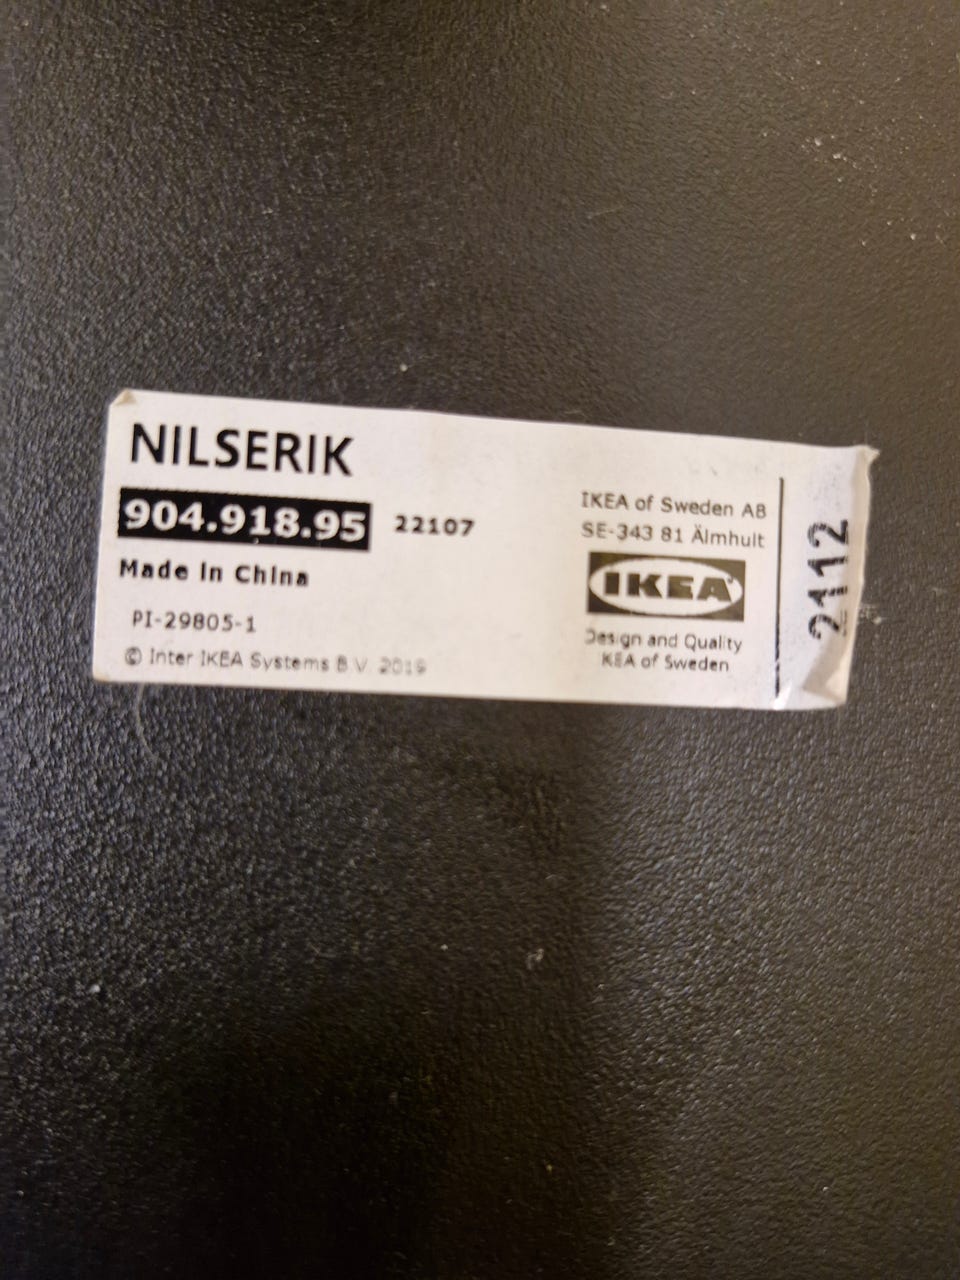 NILSERIK
904.918.95 22107
Made in China
PI-29805-1
© Inter IKEA Systems B.V. 2019
IKEA of Sweden AB
SE-343 81 Älmhult
IKEA®
Design and Quality
IKEA of Sweden
2112